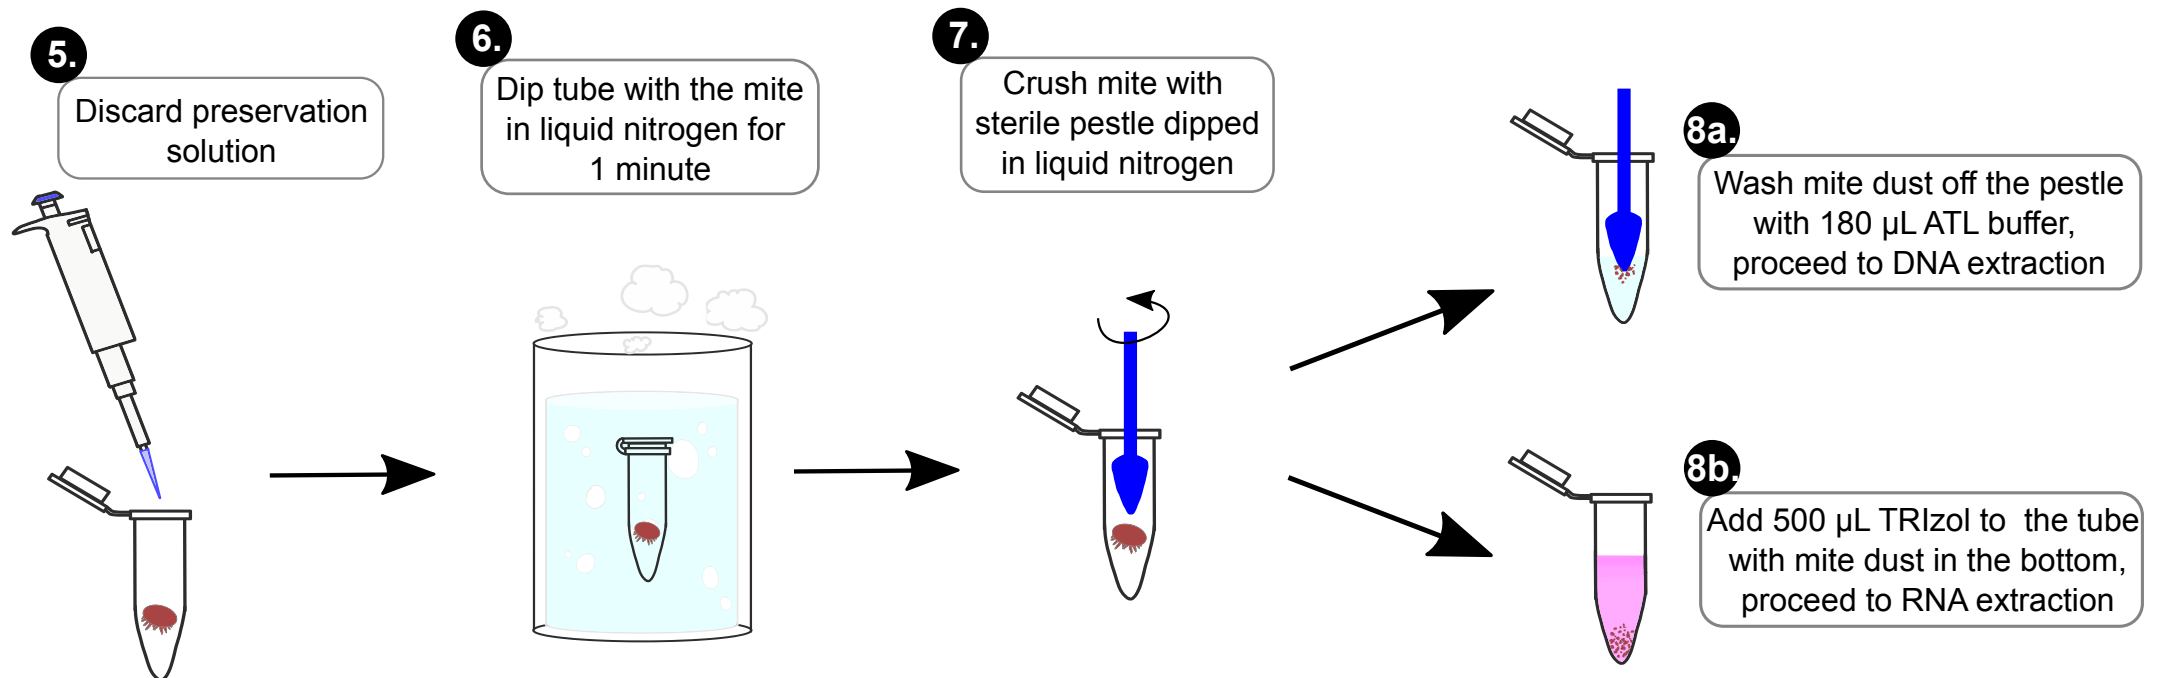 5.
Discard preservation
solution
6.
Dip tube with the mite
in liquid nitrogen for
1 minute
7.
Crush mite with
sterile pestle dipped
in liquid nitrogen
8a.
Wash mite dust off the pestle
with 180 µL ATL buffer,
proceed to DNA extraction
8b.
Add 500 µL TRIzol to  the tube
with mite dust in the bottom,
proceed to RNA extraction